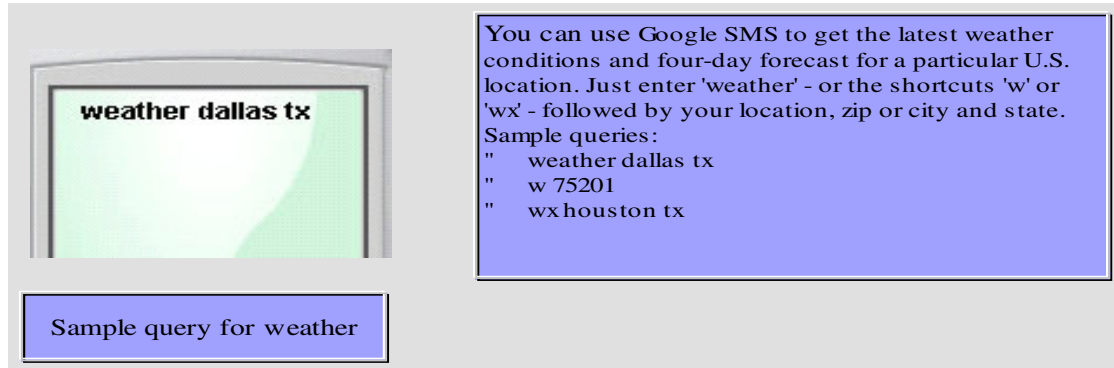 weather dallas tx
Sample query for weather
You can use Google SMS to get the latest weather
conditions and four-day forecast for a particular U.S.
location. Just enter 'weather' - or the shortcuts 'w' or
'wx' - followed by your location, zip or city and state.
Sample queries:
" weather dallas tx
" w 75201
" wx houston tx